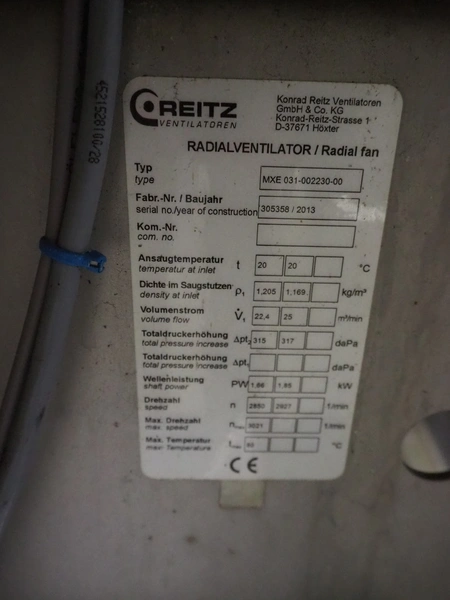 REITZ
VENTILATOREN
Konrad Reitz Ventilatoren
GmbH & Co. KG
Konrad-Reitz-Strasse 1
D-37671 Höxter
RADIALVENTILATOR / Radial fan
Typ
type MXE 031-002230-00
Fabr.-Nr. / Baujahr
serial no./year of construction 305358 / 2013
Kom.-Nr.
com. no.
Ansaugtemperatur
temperature at inlet t 20 20 °C
Dichte im Saugstutzen
density at inlet ρ1 1,205 1,169 kg/m³
Volumenstrom
volume flow V̇1 22,4 25 m³/min
Totaldruckerhöhung
total pressure increase Δpt 315 317 daPa
Totaldruckerhöhung
total pressure increase Δpt daPa
Wellenleistung
shaft power PW 1,86 1,85 kW
Drehzahl
speed n 2850 2907 1/min
Max. Drehzahl
max. speed n 3021 1/min
Max. Temperatur
max. Temperature t 60 °C
CE